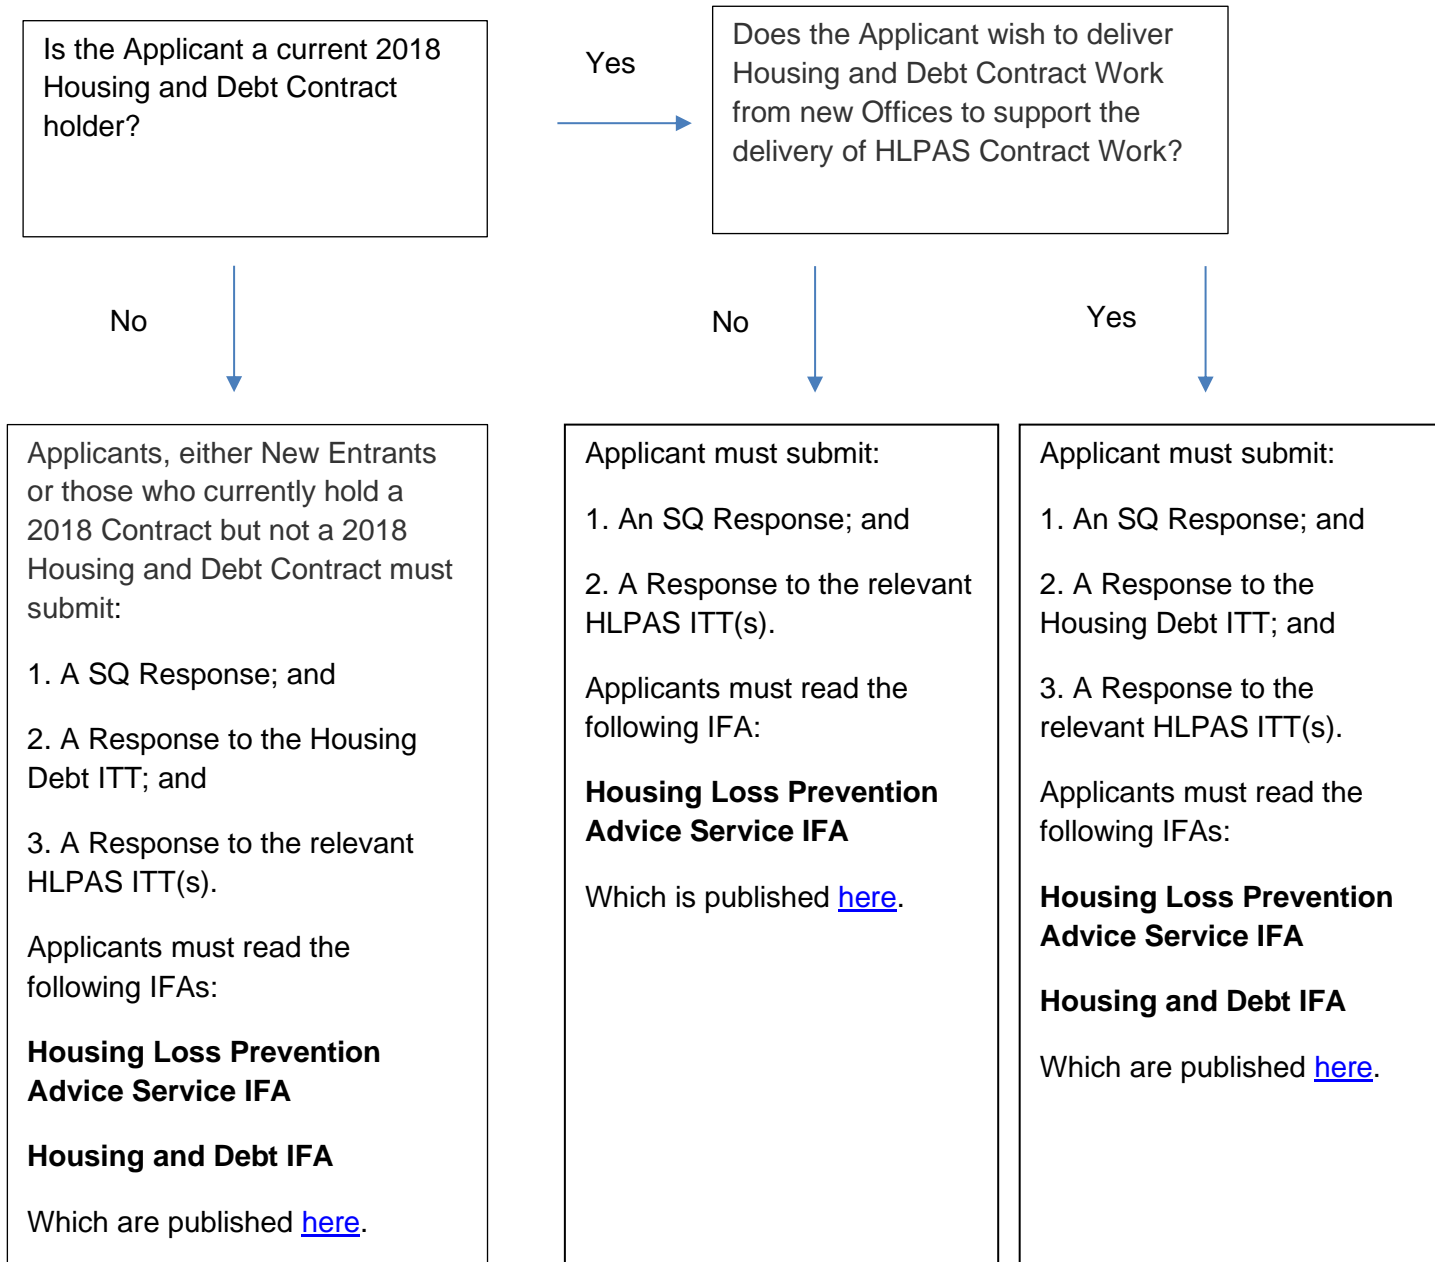 Is the Applicant a current 2018
Housing and Debt Contract
holder?
Yes
Does the Applicant wish to deliver
Housing and Debt Contract Work
from new Offices to support the
delivery of HLPAS Contract Work?
No
No
Yes
Applicants, either New Entrants
or those who currently hold a
2018 Contract but not a 2018
Housing and Debt Contract must
submit:
1. A SQ Response; and
2. A Response to the Housing
Debt ITT; and
3. A Response to the relevant
HLPAS ITT(s).
Applicants must read the
following IFAs:
Housing Loss Prevention
Advice Service IFA
Housing and Debt IFA
Which are published here.
Applicant must submit:
1. An SQ Response; and
2. A Response to the relevant
HLPAS ITT(s).
Applicants must read the
following IFA:
Housing Loss Prevention
Advice Service IFA
Which is published here.
Applicant must submit:
1. An SQ Response; and
2. A Response to the
Housing Debt ITT; and
3. A Response to the
relevant HLPAS ITT(s).
Applicants must read the
following IFAs:
Housing Loss Prevention
Advice Service IFA
Housing and Debt IFA
Which are published here.